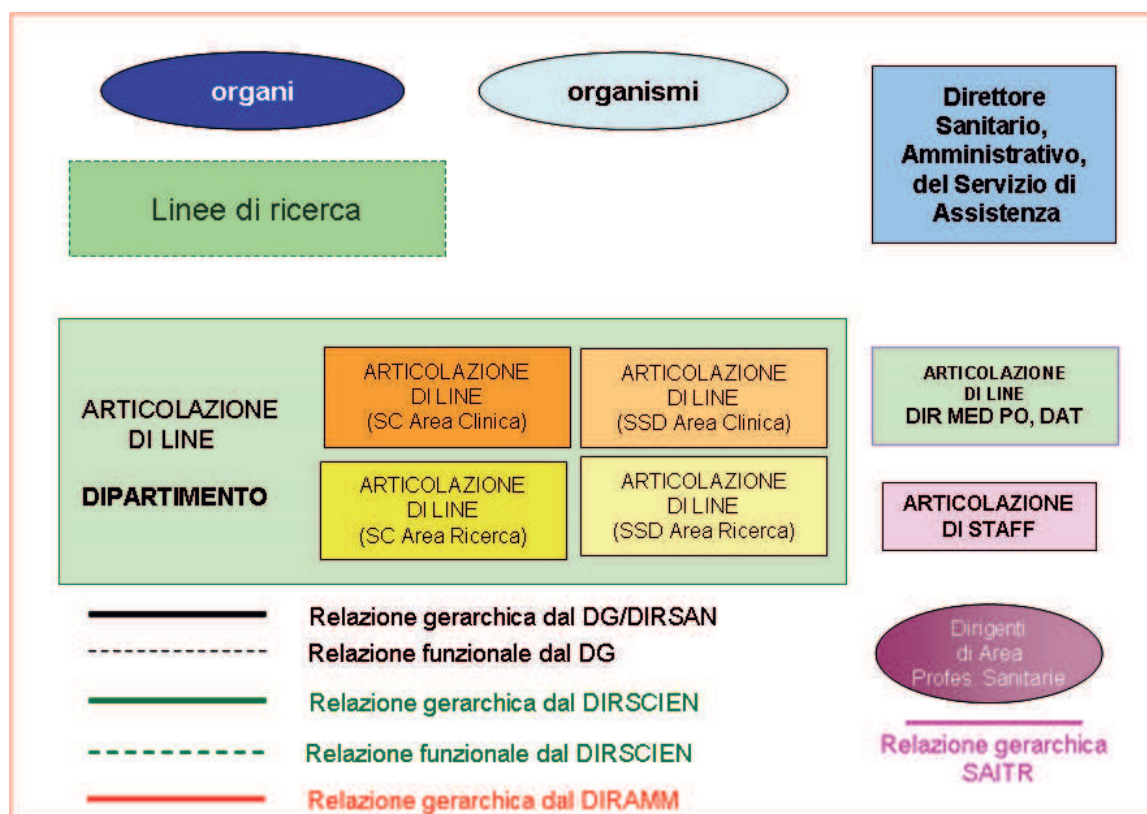 organi
organismi
Direttore
Sanitario,
Amministrativo,
del Servizio di
Assistenza
Linee di ricerca
ARTICOLAZIONE
DI LINE
DIPARTIMENTO
ARTICOLAZIONE
DI LINE
(SC Area Clinica)
ARTICOLAZIONE
DI LINE
(SSD Area Clinica)
ARTICOLAZIONE
DI LINE
(SC Area Ricerca)
ARTICOLAZIONE
DI LINE
(SSD Area Ricerca)
ARTICOLAZIONE
DI LINE
DIR MED PO, DAT
ARTICOLAZIONE
DI STAFF
Relazione gerarchica dal DG/DIRSAN
Relazione funzionale dal DG
Relazione gerarchica dal DIRSCIEN
Relazione funzionale dal DIRSCIEN
Relazione gerarchica dal DIRAMM
Dirigenti
di Area
Profes. Sanitarie
Relazione gerarchica
SAITR